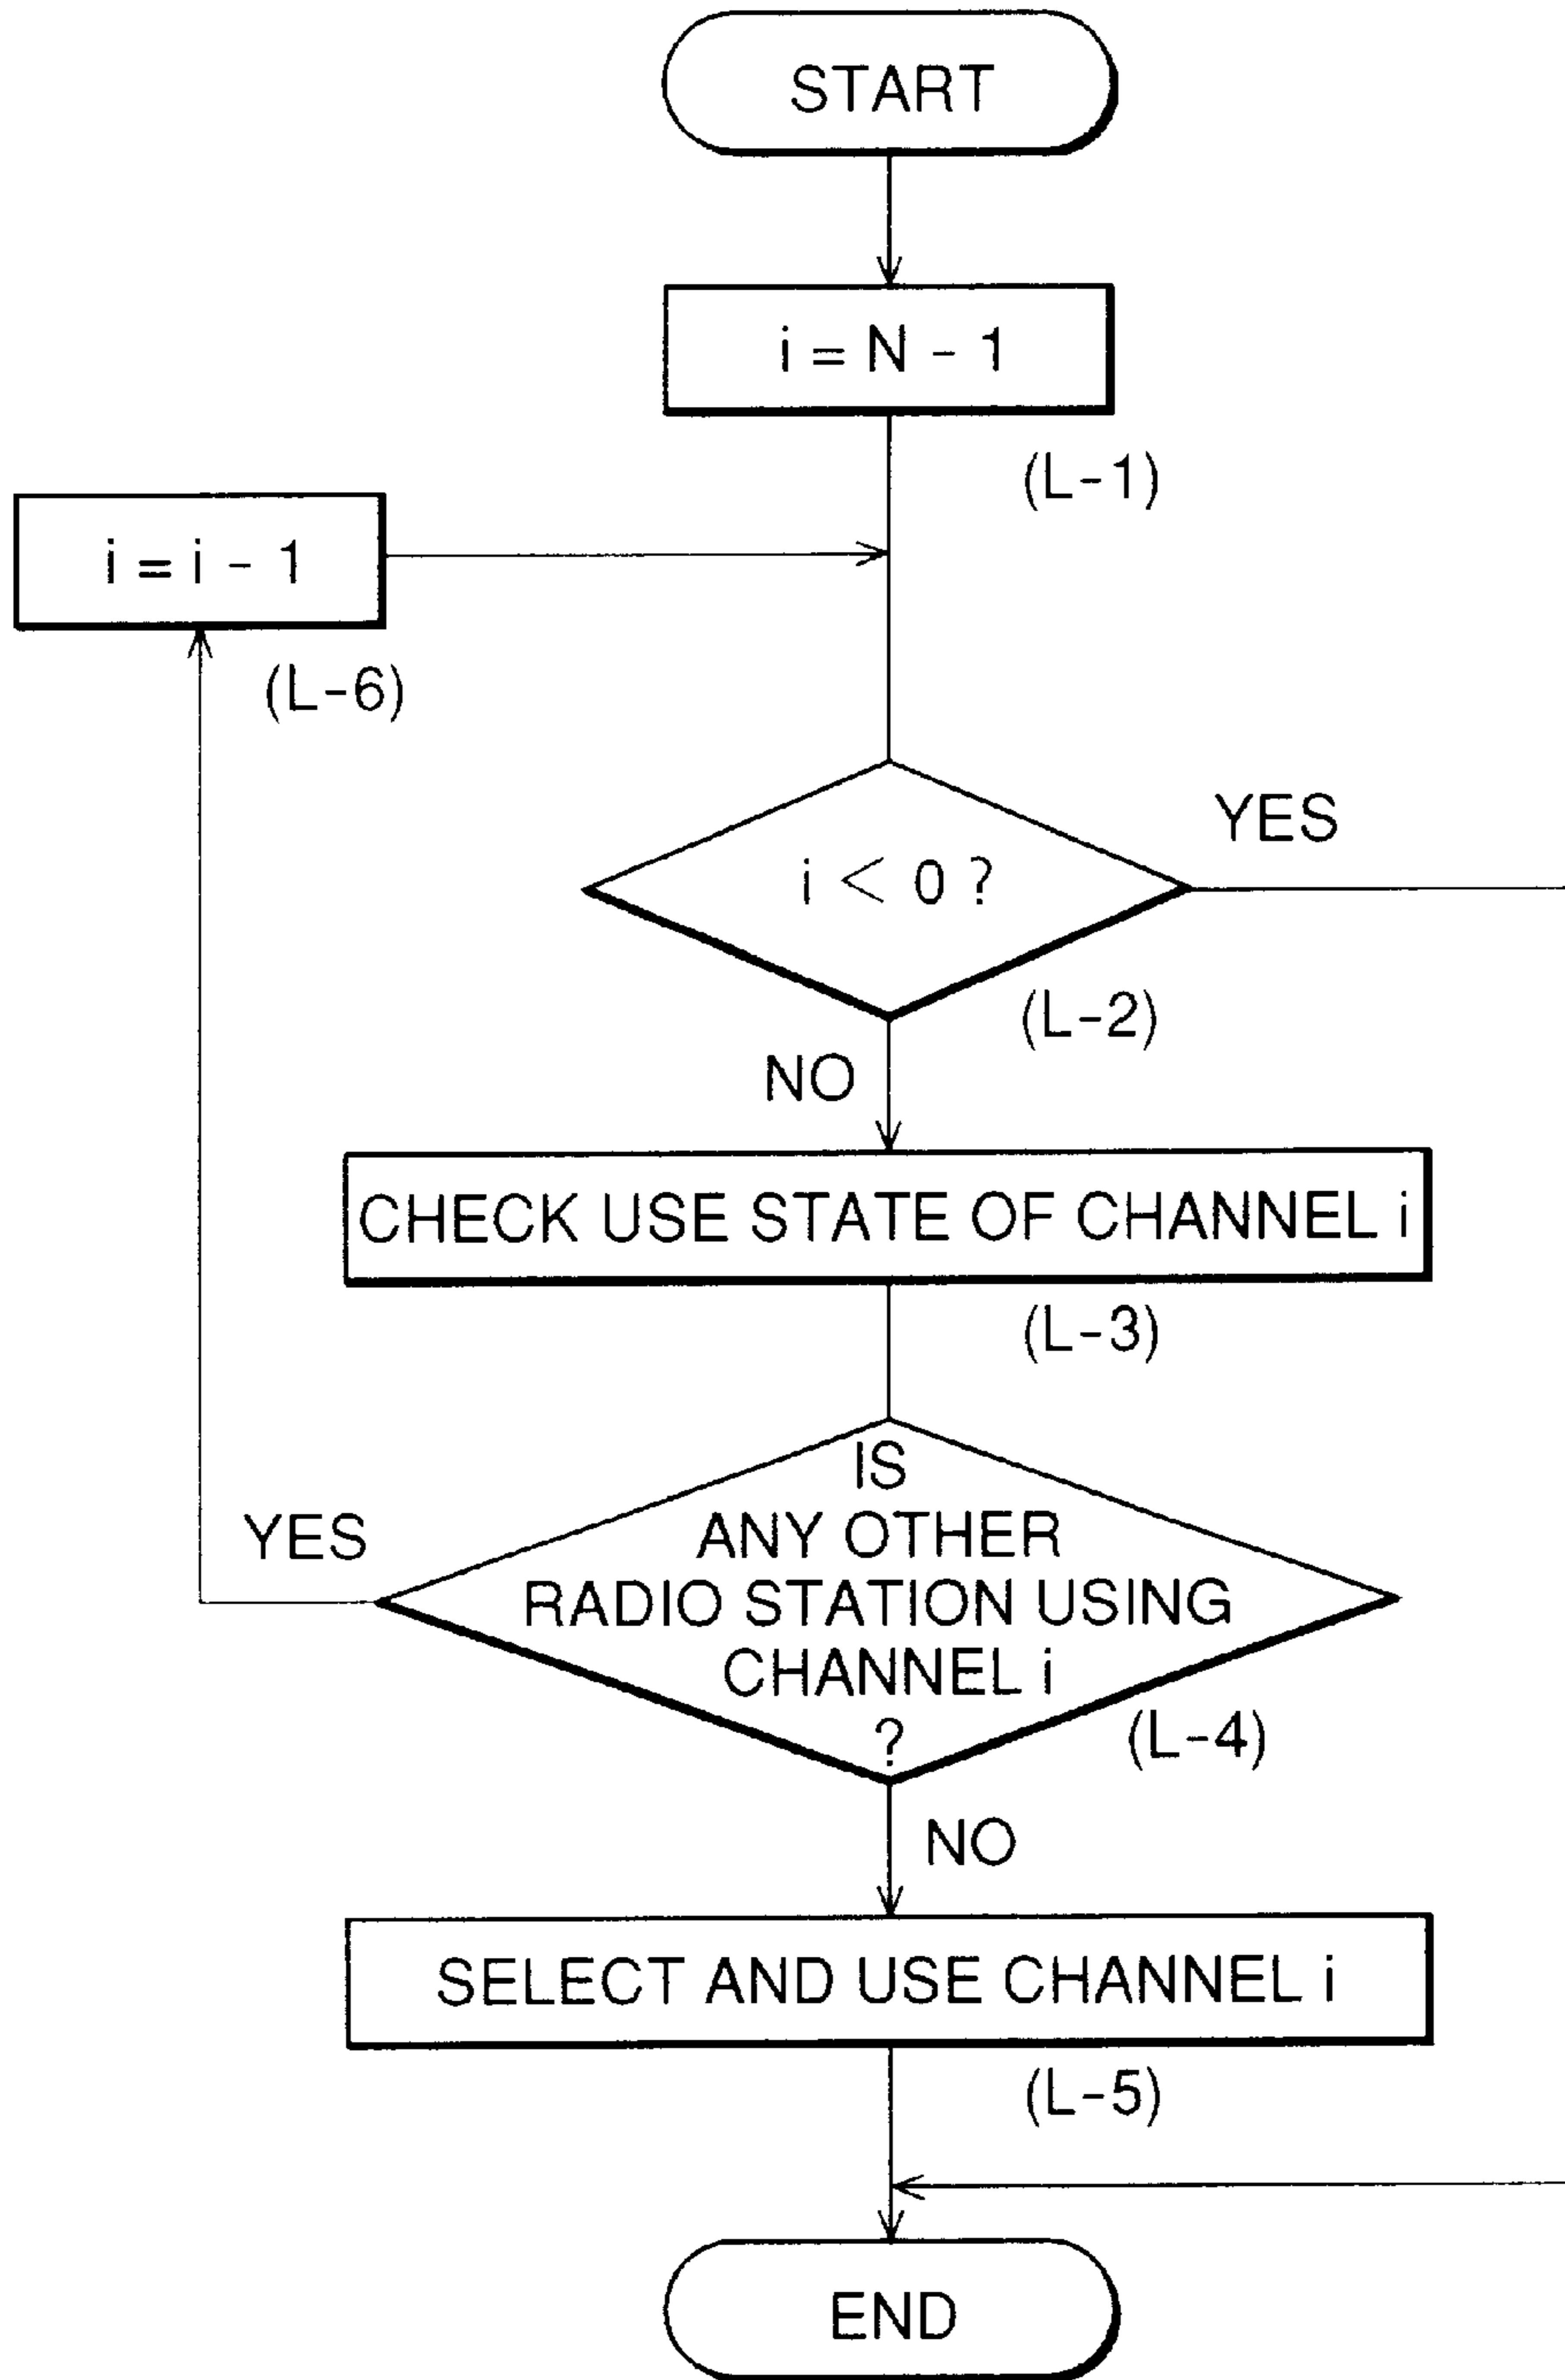 START
i = N - 1
(L-1)
i = i - 1
(L-6)
YES
i < 0 ?
(L-2)
NO
CHECK USE STATE OF CHANNEL i
(L-3)
IS
ANY OTHER
YES
RADIO STATION USING
CHANNEL i
?
(L-4)
NO
SELECT AND USE CHANNEL i
(L-5)
END